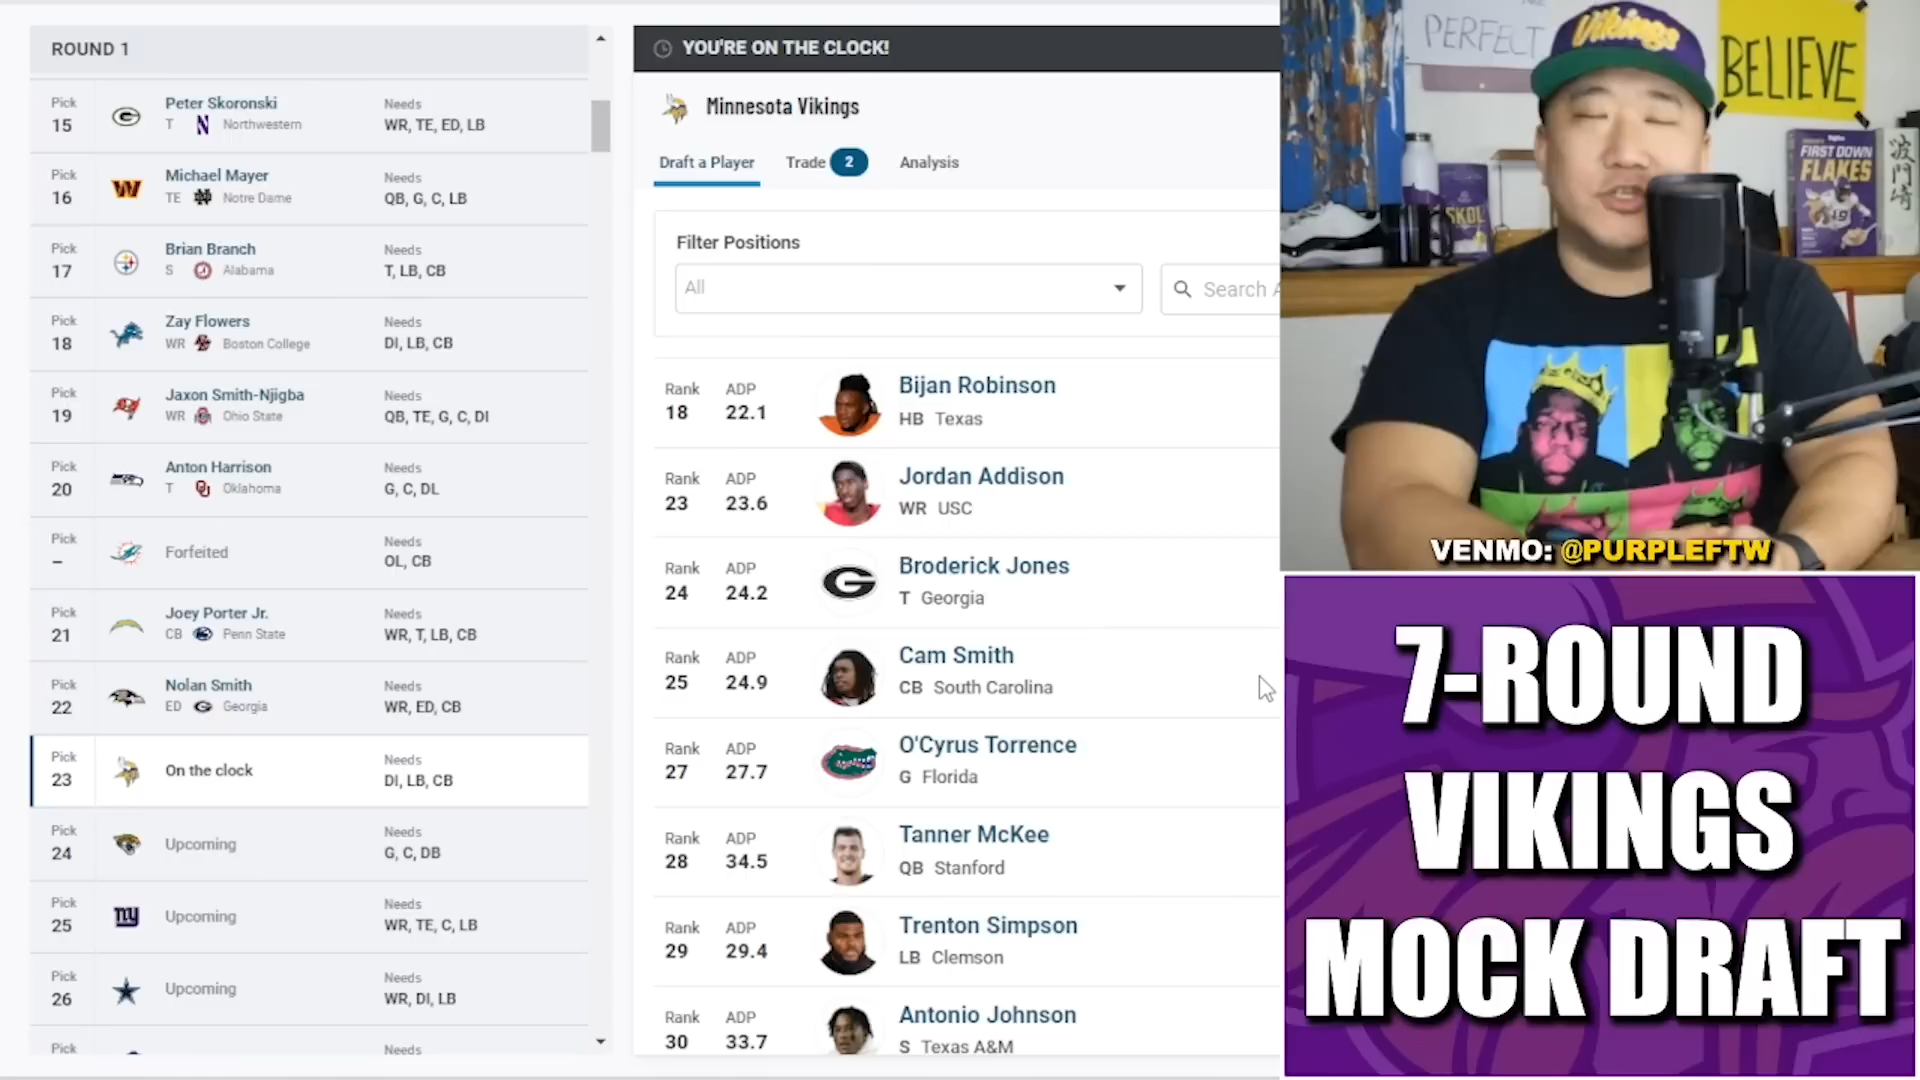 ROUND 1
Pick 15
Peter Skoronski
T N Northwestern
Needs
WR, TE, ED, LB
Pick 16
Michael Mayer
TE Notre Dame
Needs
QB, G, C, LB
Pick 17
Brian Branch
S Alabama
Needs
T, LB, CB
Pick 18
Zay Flowers
WR Boston College
Needs
DI, LB, CB
Pick 19
Jaxon Smith-Njigba
WR Ohio State
Needs
QB, TE, G, C, DI
Pick 20
Anton Harrison
T Oklahoma
Needs
G, C, DL
Pick –
Forfeited
Needs
OL, CB
Pick 21
Joey Porter Jr.
CB Penn State
Needs
WR, T, LB, CB
Pick 22
Nolan Smith
ED G Georgia
Needs
WR, ED, CB
Pick 23
On the clock
Needs
DI, LB, CB
Pick 24
Upcoming
Needs
G, C, DB
Pick 25
ny
Upcoming
Needs
WR, TE, C, LB
Pick 26
Upcoming
Needs
WR, DI, LB
Pick
Needs
YOU'RE ON THE CLOCK!
Minnesota Vikings
Draft a Player Trade 2 Analysis
Filter Positions
All
Search
Rank 18 ADP 22.1
Bijan Robinson
HB Texas
Rank 23 ADP 23.6
Jordan Addison
WR USC
Rank 24 ADP 24.2
Broderick Jones
T Georgia
Rank 25 ADP 24.9
Cam Smith
CB South Carolina
Rank 27 ADP 27.7
O'Cyrus Torrence
G Florida
Rank 28 ADP 34.5
Tanner McKee
QB Stanford
Rank 29 ADP 29.4
Trenton Simpson
LB Clemson
Rank 30 ADP 33.7
Antonio Johnson
S Texas A&M
PERFECT
Vikings
BELIEVE
FIRST DOWN
FLAKES
SKOL
波門崎
VENMO: @PURPLEFTW
7-ROUND
VIKINGS
MOCK DRAFT